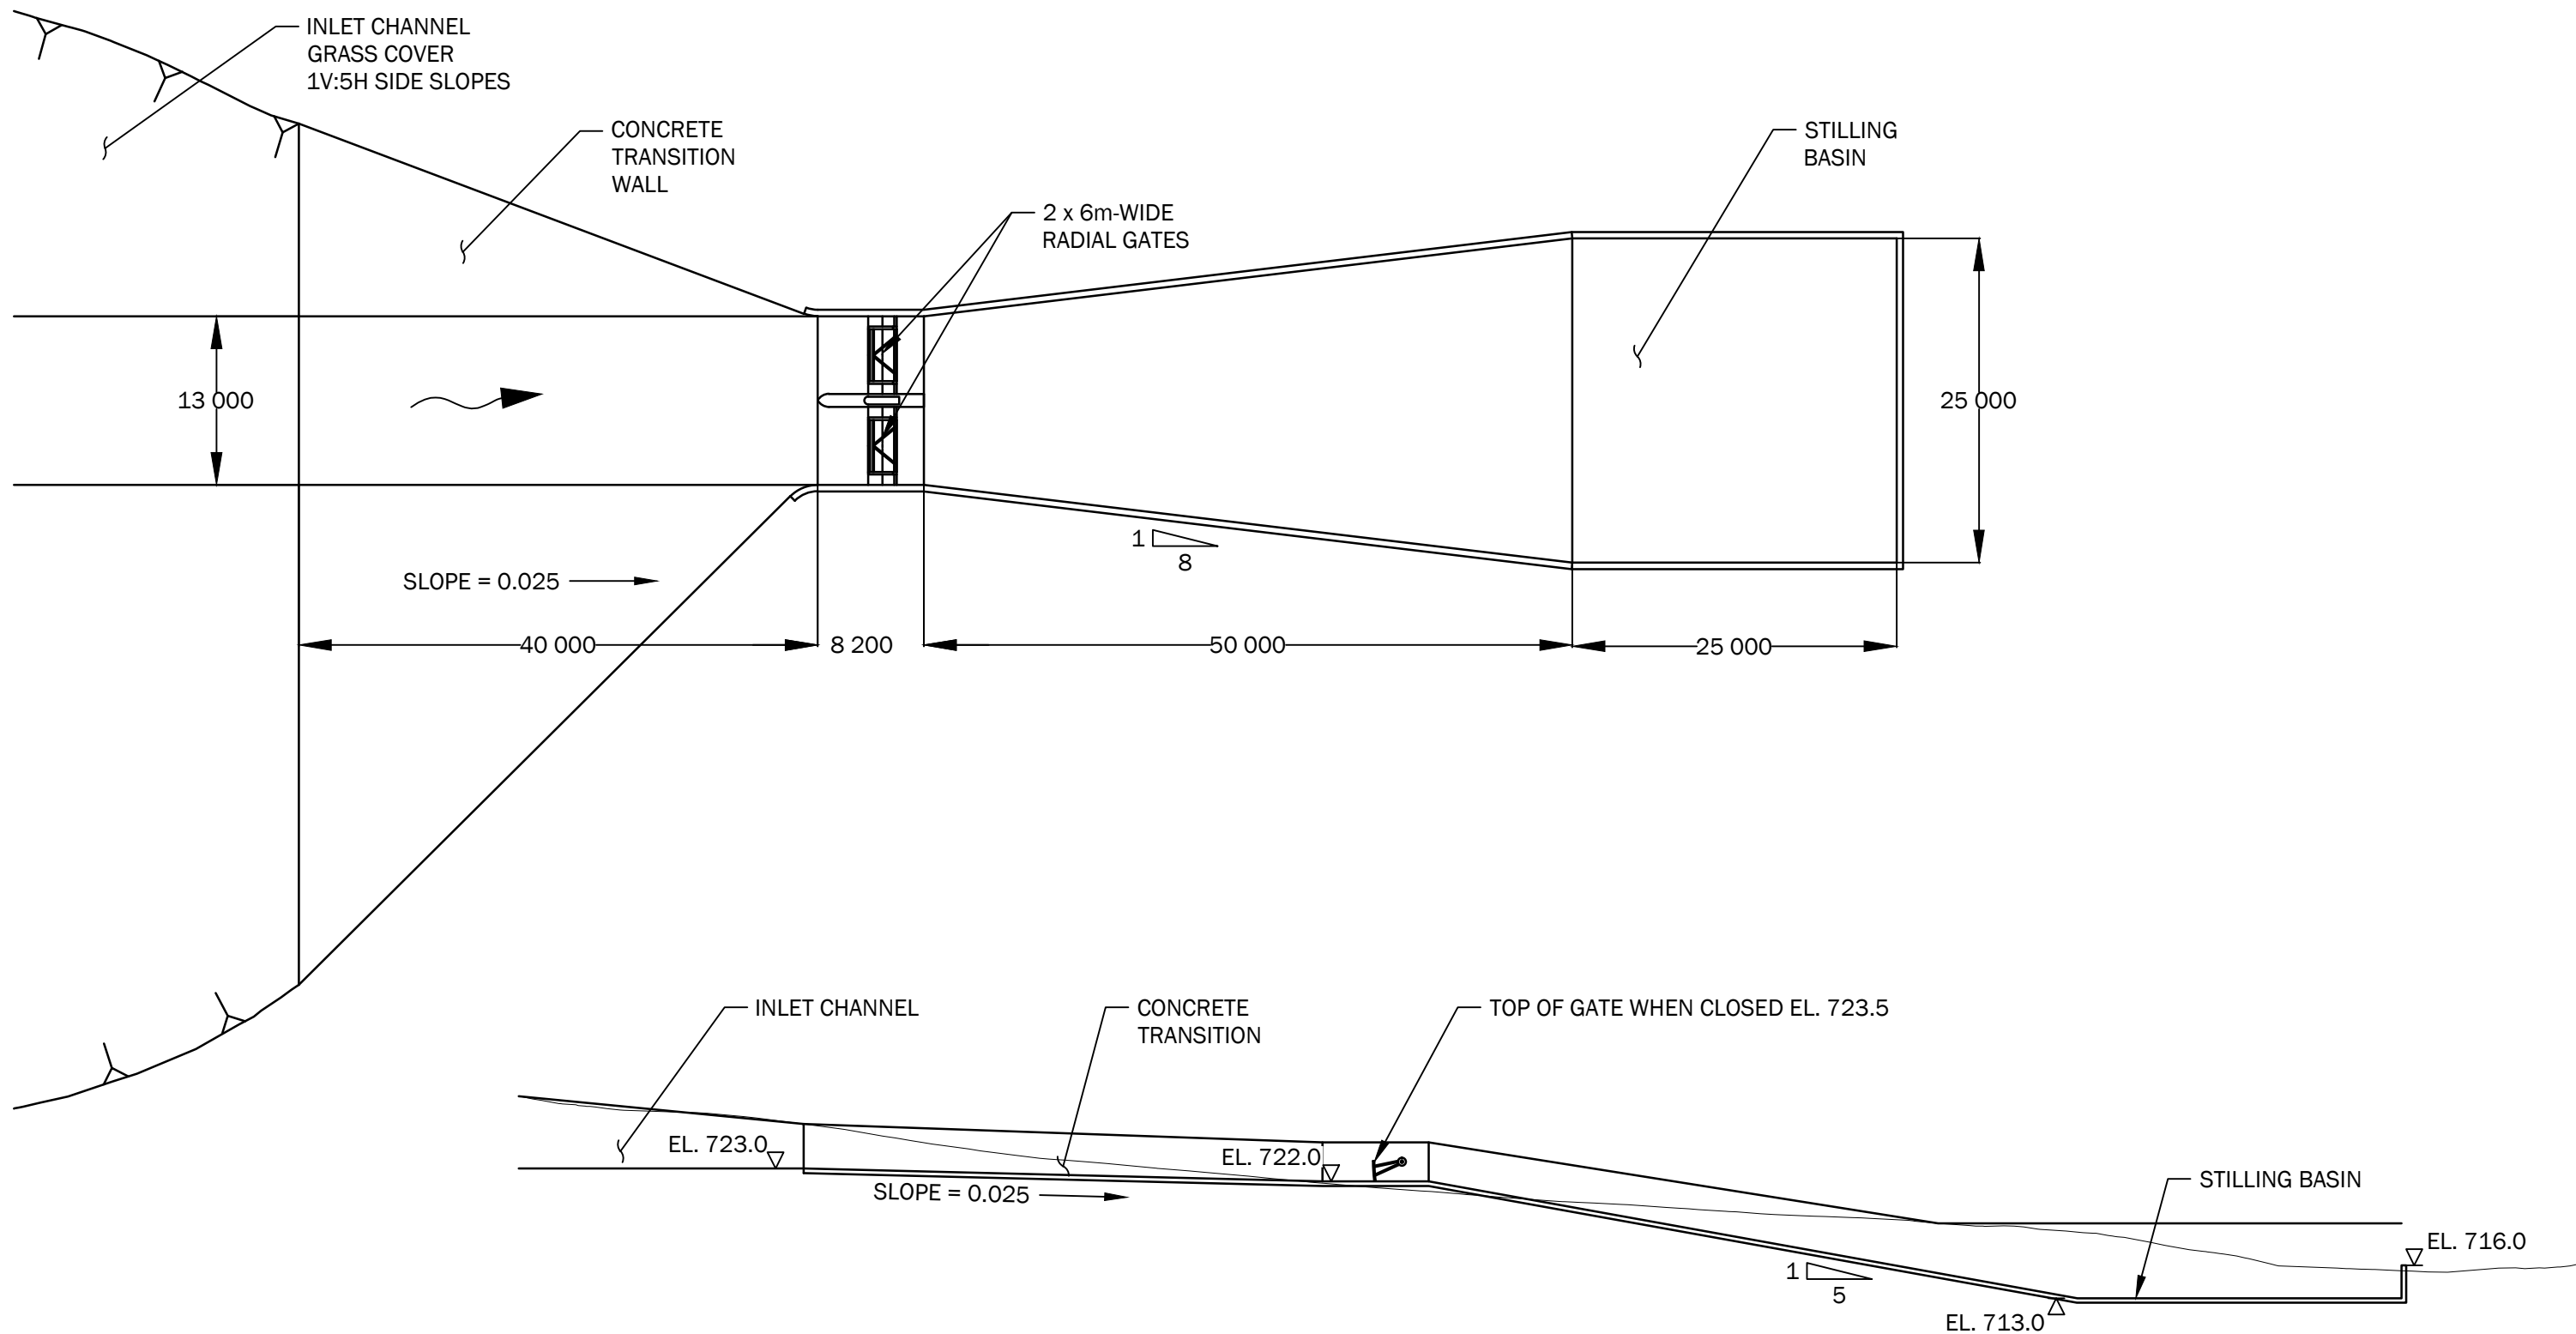 INLET CHANNEL
GRASS COVER
1V:5H SIDE SLOPES
CONCRETE
TRANSITION
WALL
STILLING
BASIN
2 x 6m-WIDE
RADIAL GATES
13 000
25 000
1
8
SLOPE = 0.025
40 000
8 200
50 000
25 000
INLET CHANNEL
CONCRETE
TRANSITION
TOP OF GATE WHEN CLOSED EL. 723.5
EL. 723.0
EL. 722.0
SLOPE = 0.025
STILLING BASIN
EL. 716.0
1
5
EL. 713.0